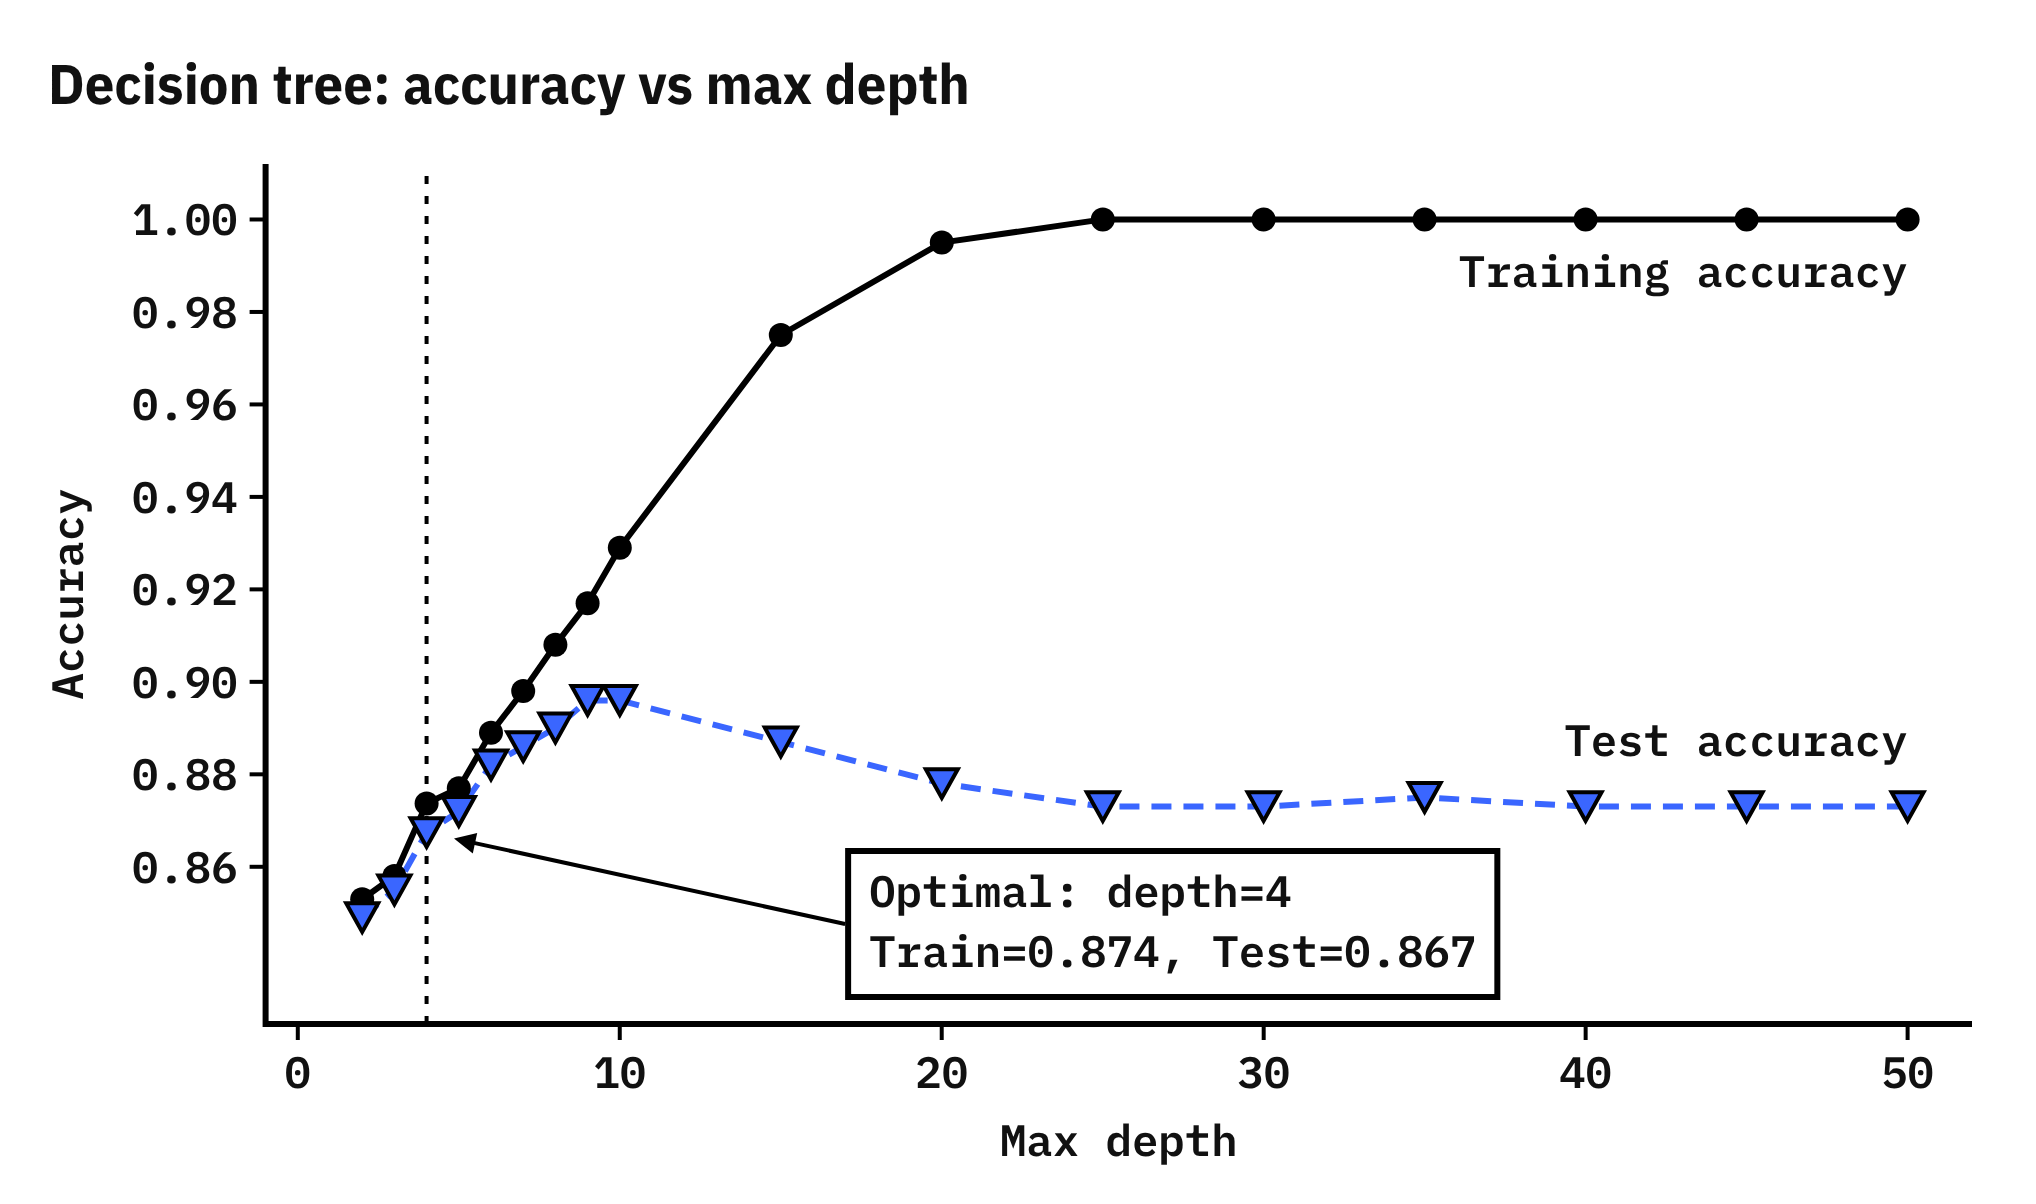 Decision tree: accuracy vs max depth
1.00
0.98
0.96
0.94
0.92
0.90
0.88
0.86
Accuracy
Training accuracy
Test accuracy
Optimal: depth=4
Train=0.874, Test=0.867
0 10 20 30 40 50
Max depth